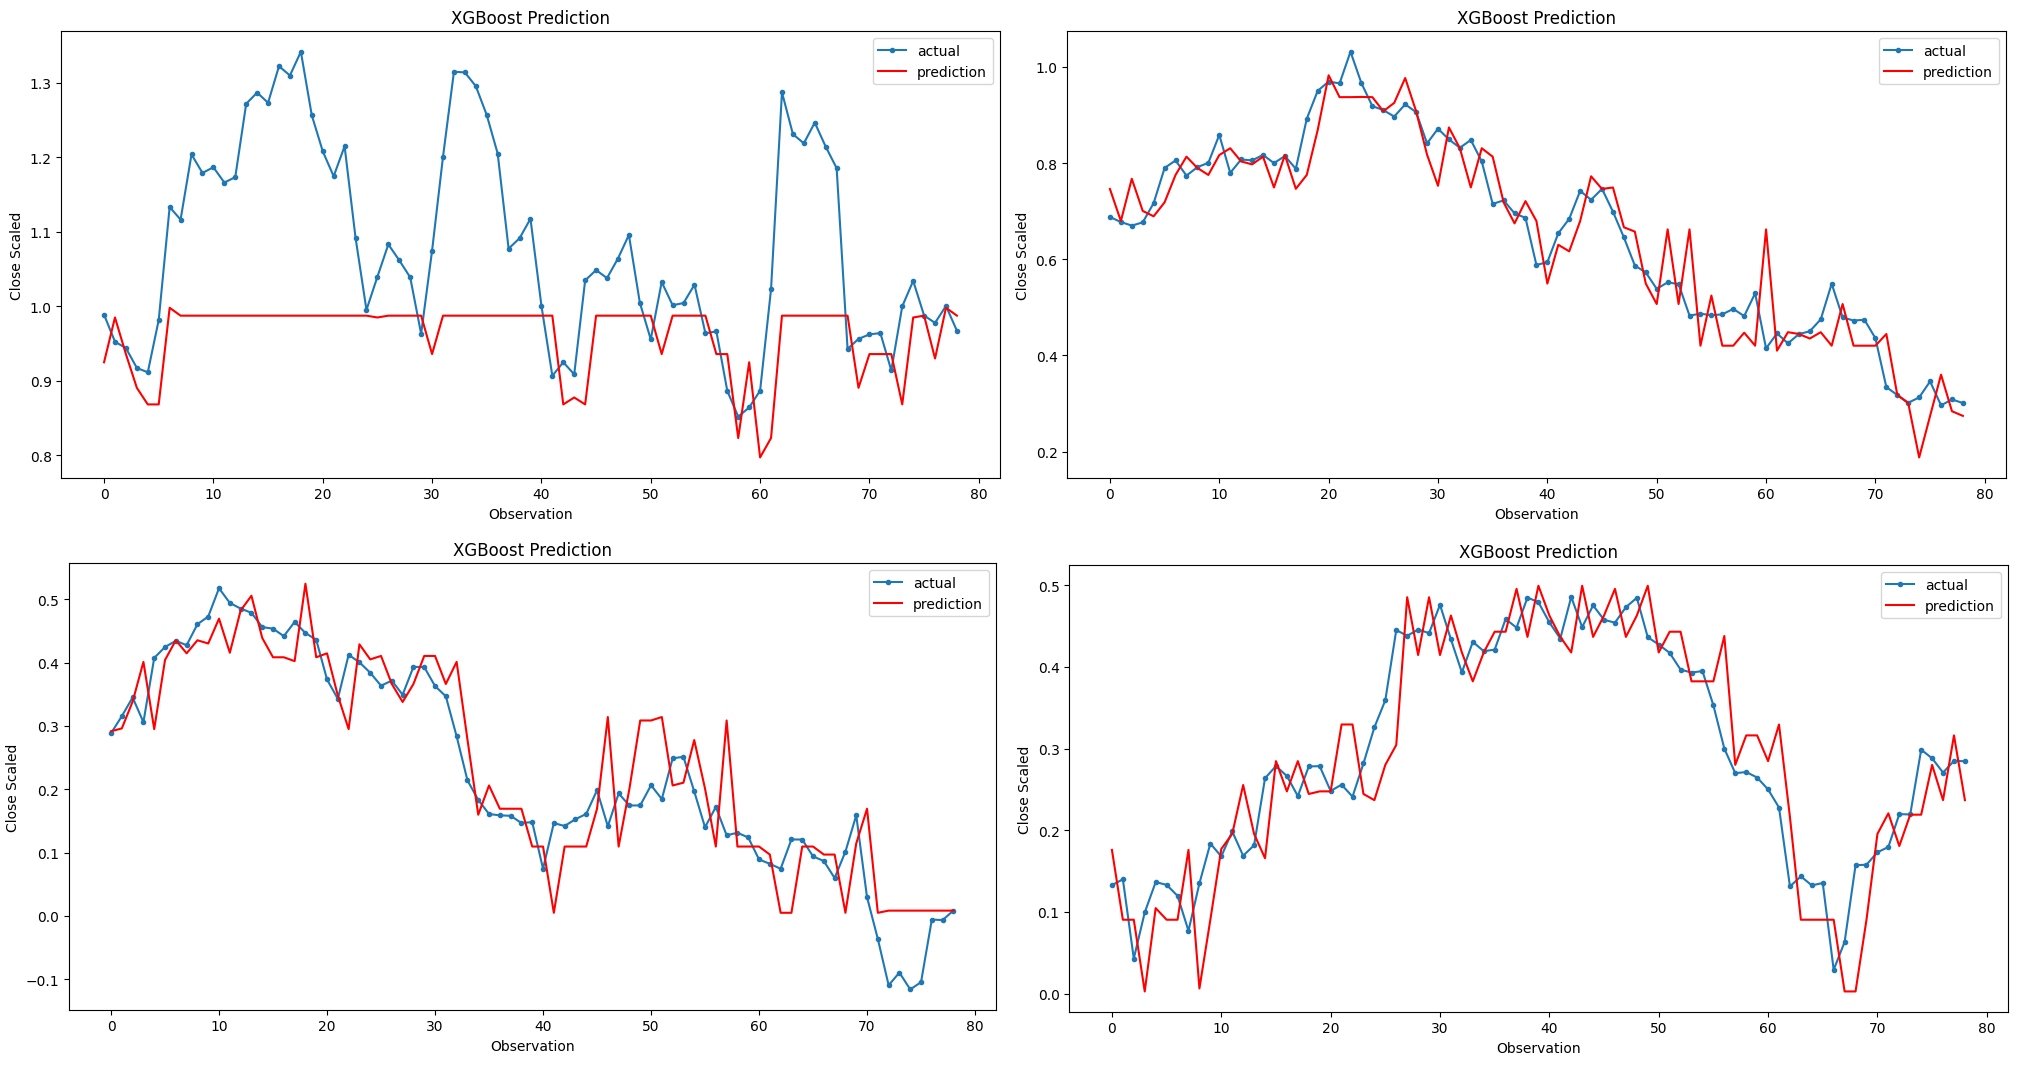 XGBoost Prediction
actual
prediction
Close Scaled
1.3
1.2
1.1
1.0
0.9
0.8
0 10 20 30 40 50 60 70 80
Observation
XGBoost Prediction
actual
prediction
Close Scaled
1.0
0.8
0.6
0.4
0.2
0 10 20 30 40 50 60 70 80
Observation
XGBoost Prediction
actual
prediction
Close Scaled
0.5
0.4
0.3
0.2
0.1
0.0
−0.1
0 10 20 30 40 50 60 70 80
Observation
XGBoost Prediction
actual
prediction
Close Scaled
0.5
0.4
0.3
0.2
0.1
0.0
0 10 20 30 40 50 60 70 80
Observation